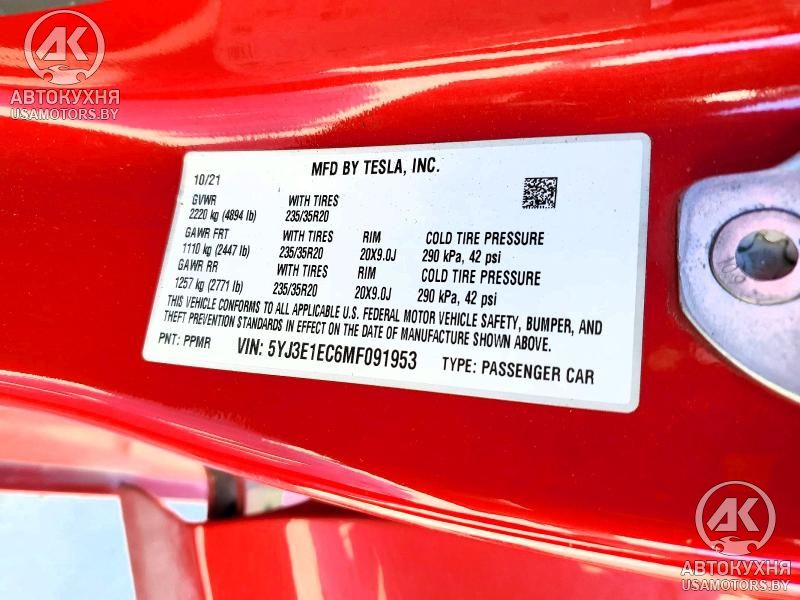 AK
АВТОКУХНЯ
USAMOTORS.BY
MFD BY TESLA, INC.
10/21
GVWR WITH TIRES
2220 kg (4894 lb) 235/35R20
GAWR FRT WITH TIRES RIM COLD TIRE PRESSURE
1110 kg (2447 lb) 235/35R20 20X9.0J 290 kPa, 42 psi
GAWR RR WITH TIRES RIM COLD TIRE PRESSURE
1257 kg (2771 lb) 235/35R20 20X9.0J 290 kPa, 42 psi
THIS VEHICLE CONFORMS TO ALL APPLICABLE U.S. FEDERAL MOTOR VEHICLE SAFETY, BUMPER, AND
THEFT PREVENTION STANDARDS IN EFFECT ON THE DATE OF MANUFACTURE SHOWN ABOVE.
PNT: PPMR VIN: 5YJ3E1EC6MF091953 TYPE: PASSENGER CAR
AK
АВТОКУХНЯ
USAMOTORS.BY